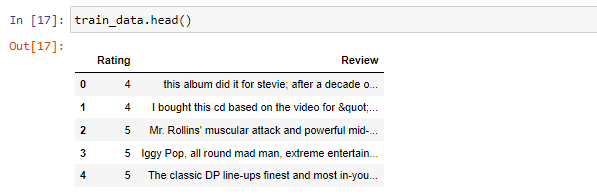 In [17]: train_data.head()
Out[17]:
Rating Review
0 4 this album did it for stevie; after a decade o...
1 4 I bought this cd based on the video for &quot;...
2 5 Mr. Rollins' muscular attack and powerful mid-...
3 5 Iggy Pop, all round mad man, extreme entertain...
4 5 The classic DP line-ups finest and most in-you...